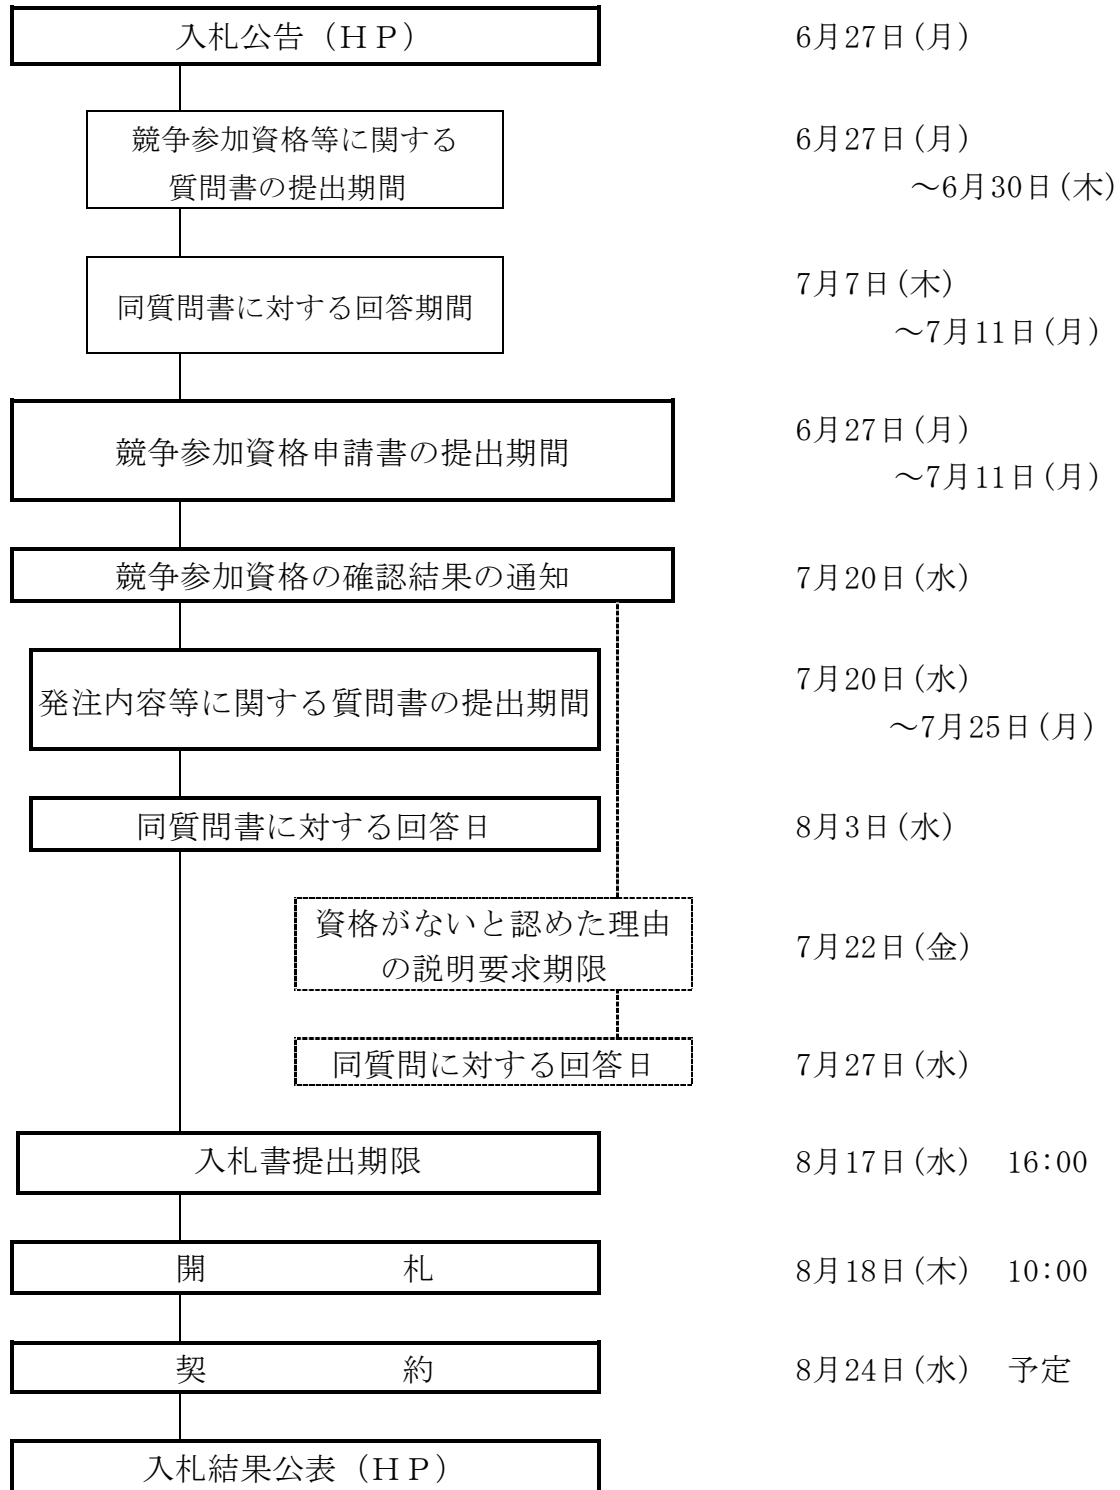 入札公告（ＨＰ）　6月27日(月)
競争参加資格等に関する　6月27日(月)
質問書の提出期間　～6月30日(木)
7月7日(木)
同質問書に対する回答期間
～7月11日(月)
6月27日(月)
競争参加資格申請書の提出期間
～7月11日(月)
競争参加資格の確認結果の通知　7月20日(水)
7月20日(水)
発注内容等に関する質問書の提出期間
～7月25日(月)
同質問書に対する回答日　8月3日(水)
資格がないと認めた理由
の説明要求期限　7月22日(金)
同質問に対する回答日　7月27日(水)
入札書提出期限　8月17日(水)　16:00
開　札　8月18日(木)　10:00
契　約　8月24日(水)　予定
入札結果公表（ＨＰ）